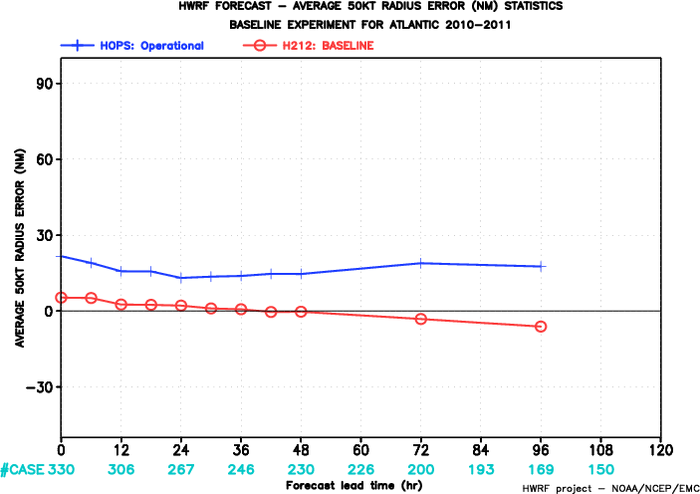 HWRF FORECAST - AVERAGE 50KT RADIUS ERROR (NM) STATISTICS
BASELINE EXPERIMENT FOR ATLANTIC 2010-2011
HOPS: Operational H212: BASELINE
AVERAGE 50KT RADIUS ERROR (NM)
90
60
30
0
-30
0 12 24 36 48 60 72 84 96 108 120
#CASE 330 306 267 246 230 226 200 193 169 150
Forecast lead time (hr)
HWRF project - NOAA/NCEP/EMC